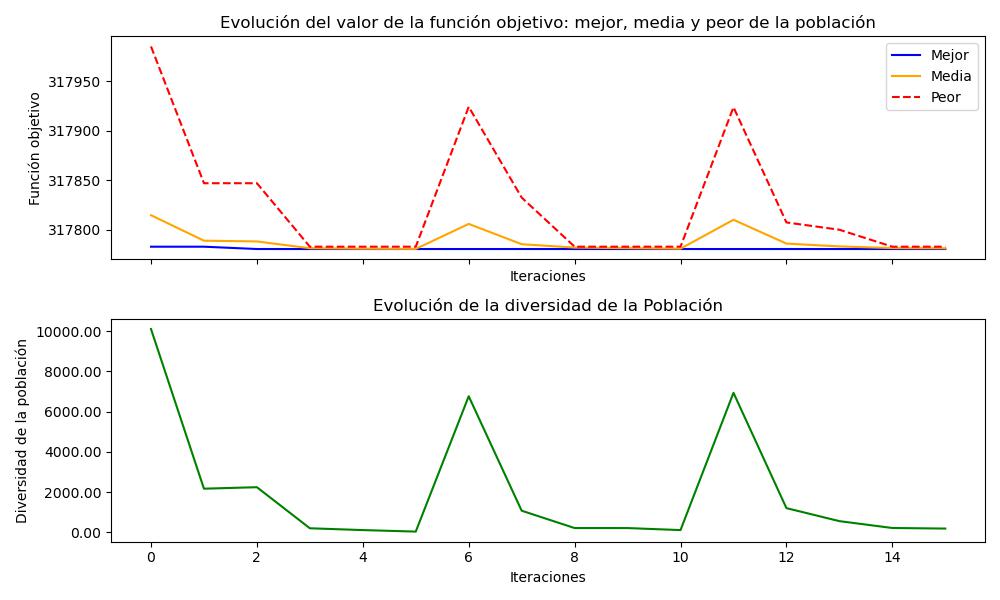 Evolución del valor de la función objetivo: mejor, media y peor de la población
Función objetivo
317950
317900
317850
317800
Mejor
Media
Peor
Iteraciones
Evolución de la diversidad de la Población
Diversidad de la población
10000.00
8000.00
6000.00
4000.00
2000.00
0.00
0 2 4 6 8 10 12 14
Iteraciones